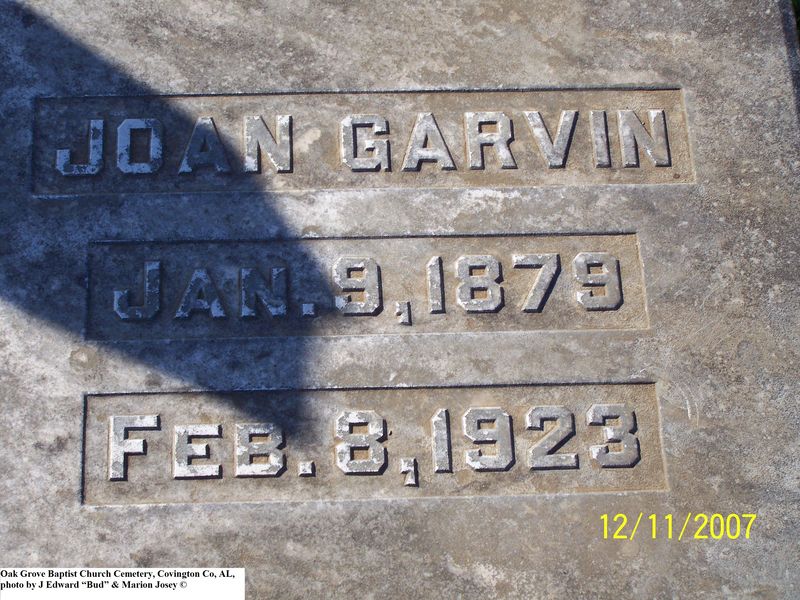 JOAN GARVIN
JAN. 9, 1879
FEB. 8, 1923
12/11/2007
Oak Grove Baptist Church Cemetery, Covington Co, AL,
photo by J Edward “Bud” & Marion Josey ©